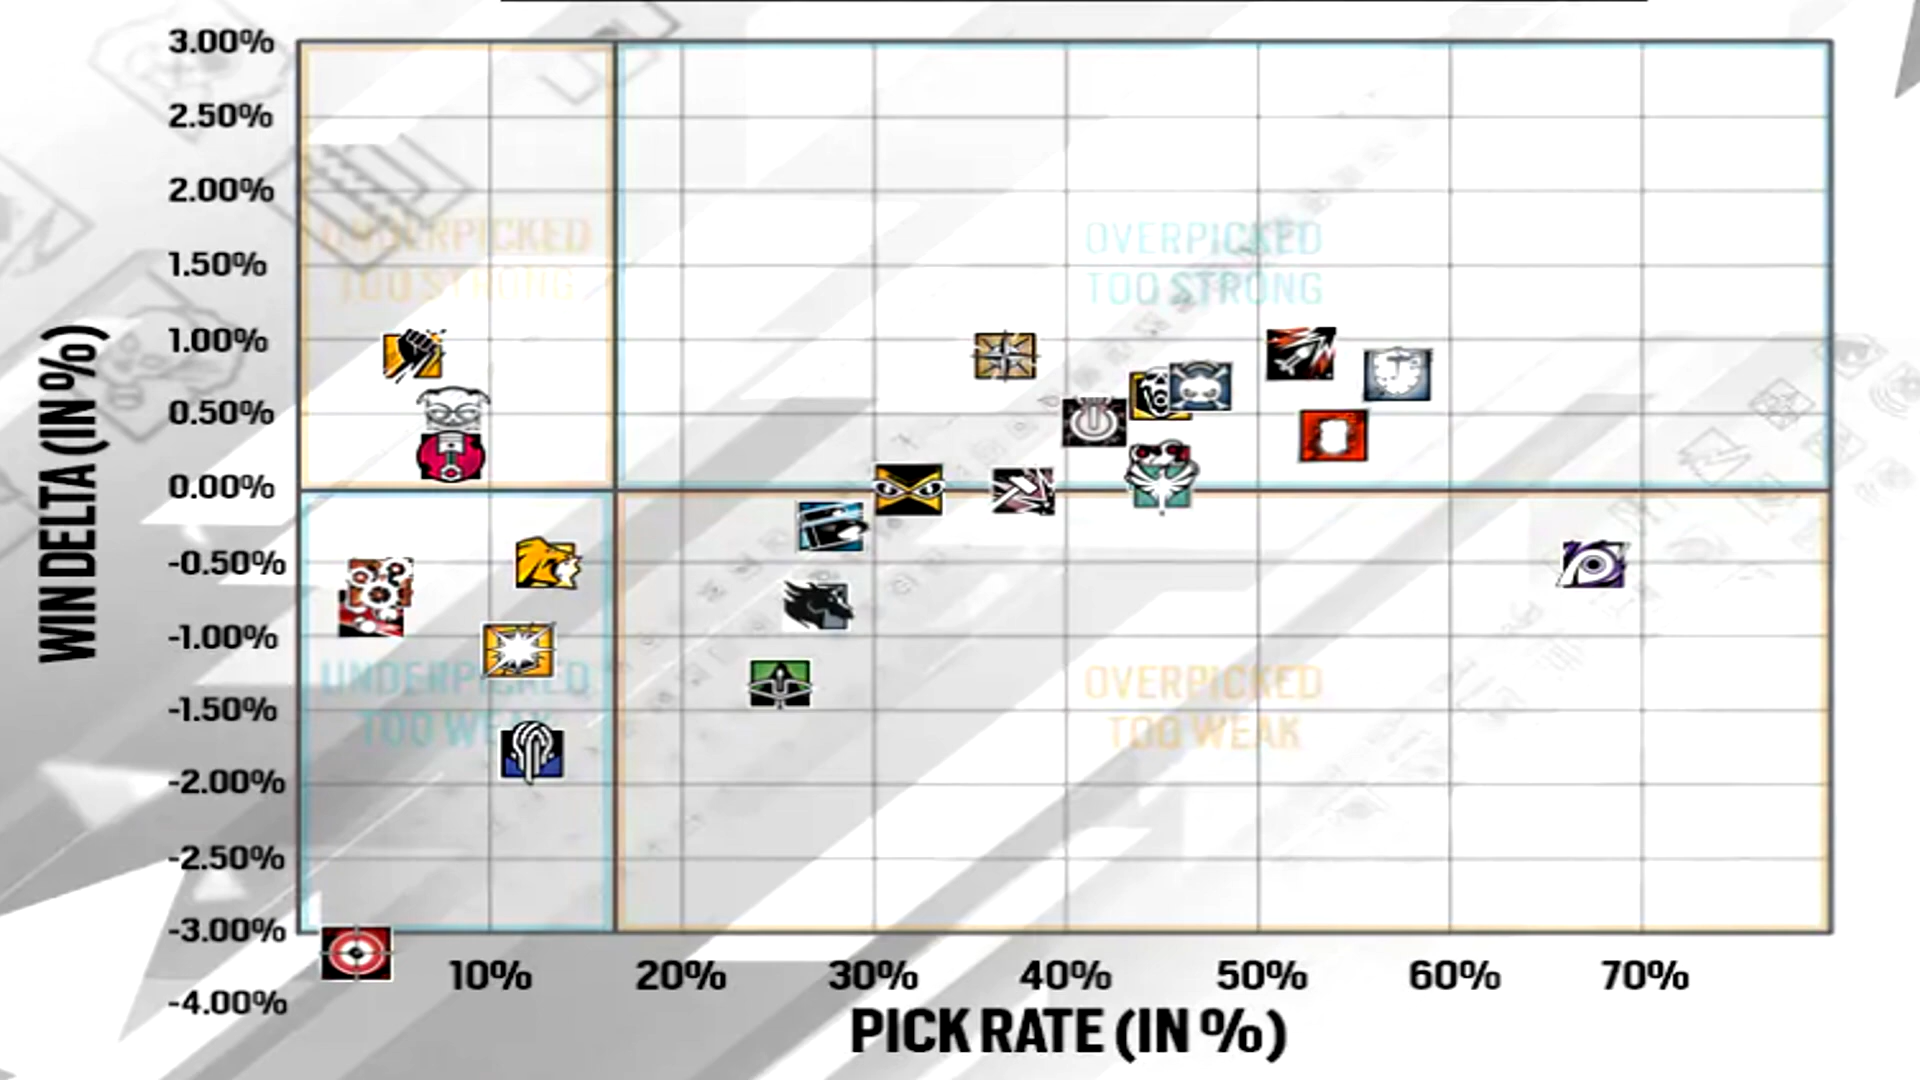 3.00%
2.50%
2.00%
1.50%
1.00%
0.50%
0.00%
-0.50%
-1.00%
-1.50%
-2.00%
-2.50%
-3.00%
-4.00%
WIN DELTA (IN %)
UNDERPICKED
TOO STRONG
OVERPICKED
TOO STRONG
UNDERPICKED
TOO WEAK
OVERPICKED
TOO WEAK
10% 20% 30% 40% 50% 60% 70%
PICK RATE (IN %)